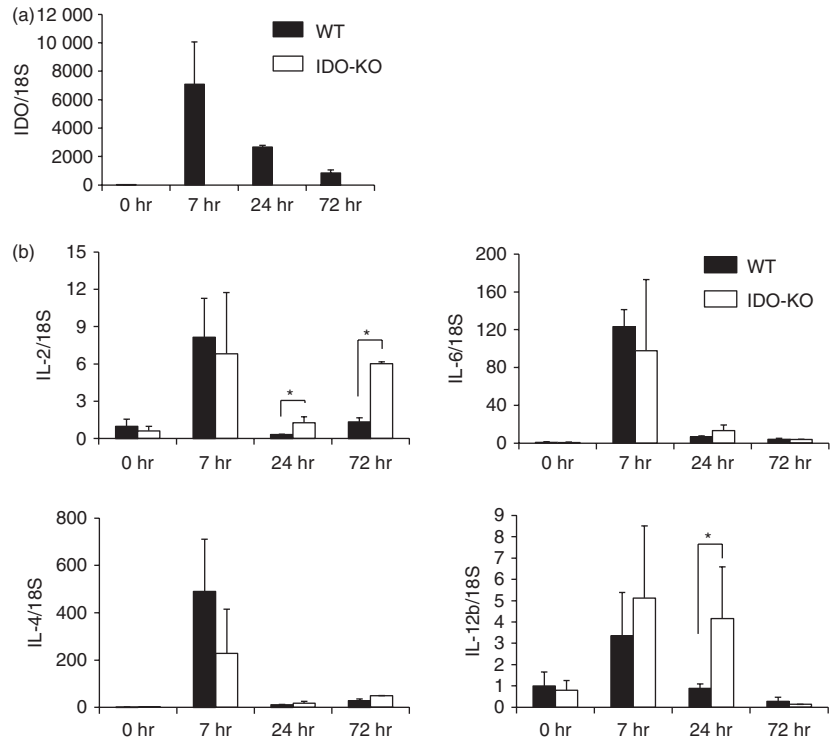 (a)
12 000
10000
8000
6000
4000
2000
0
IDO/18S
WT
IDO-KO
0 hr 7 hr 24 hr 72 hr
(b)
15
12
9
6
3
0
IL-2/18S
* *
0 hr 7 hr 24 hr 72 hr
200
160
120
80
40
0
IL-6/18S
WT
IDO-KO
0 hr 7 hr 24 hr 72 hr
800
600
400
200
0
IL-4/18S
0 hr 7 hr 24 hr 72 hr
9
8
7
6
5
4
3
2
1
0
IL-12b/18S
*
0 hr 7 hr 24 hr 72 hr